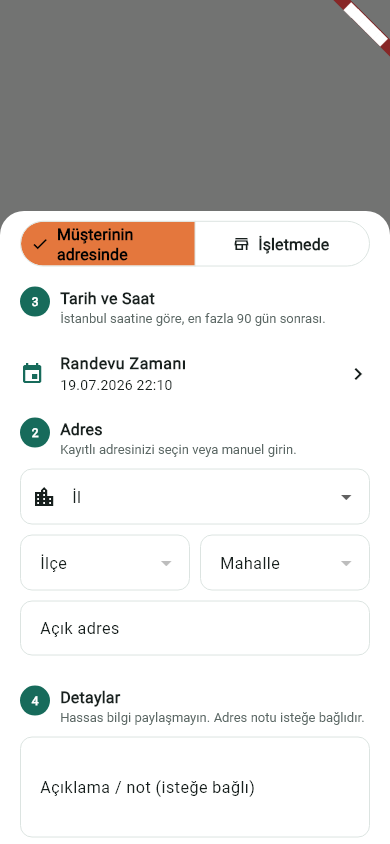 Müşterinin
adresinde
İşletmede
3
Tarih ve Saat
İstanbul saatine göre, en fazla 90 gün sonrası.
Randevu Zamanı
19.07.2026 22:10
2
Adres
Kayıtlı adresinizi seçin veya manuel girin.
İl
İlçe
Mahalle
Açık adres
4
Detaylar
Hassas bilgi paylaşmayın. Adres notu isteğe bağlıdır.
Açıklama / not (isteğe bağlı)